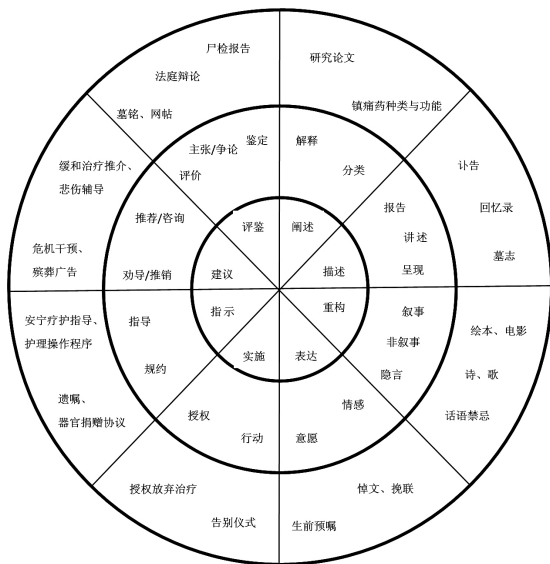 尸检报告
研究论文
法庭辩论
镇痛药种类与功能
墓铭、网帖
鉴定
解释
主张/争论
评价
分类
缓和治疗推介、
悲伤辅导
讣告
回忆录
墓志
报告
讲述
呈现
推荐/咨询
劝导/推销
危机干预、
殡葬广告
评鉴
阐述
建议
描述
指示
重构
实施
表达
安宁疗护指导、
护理操作程序
指导
规约
叙事
非叙事
隐言
绘本、电影
诗、歌
话语禁忌
遗嘱、
器官捐赠协议
授权
行动
情感
意愿
授权放弃治疗
告别仪式
悼文、挽联
生前预嘱